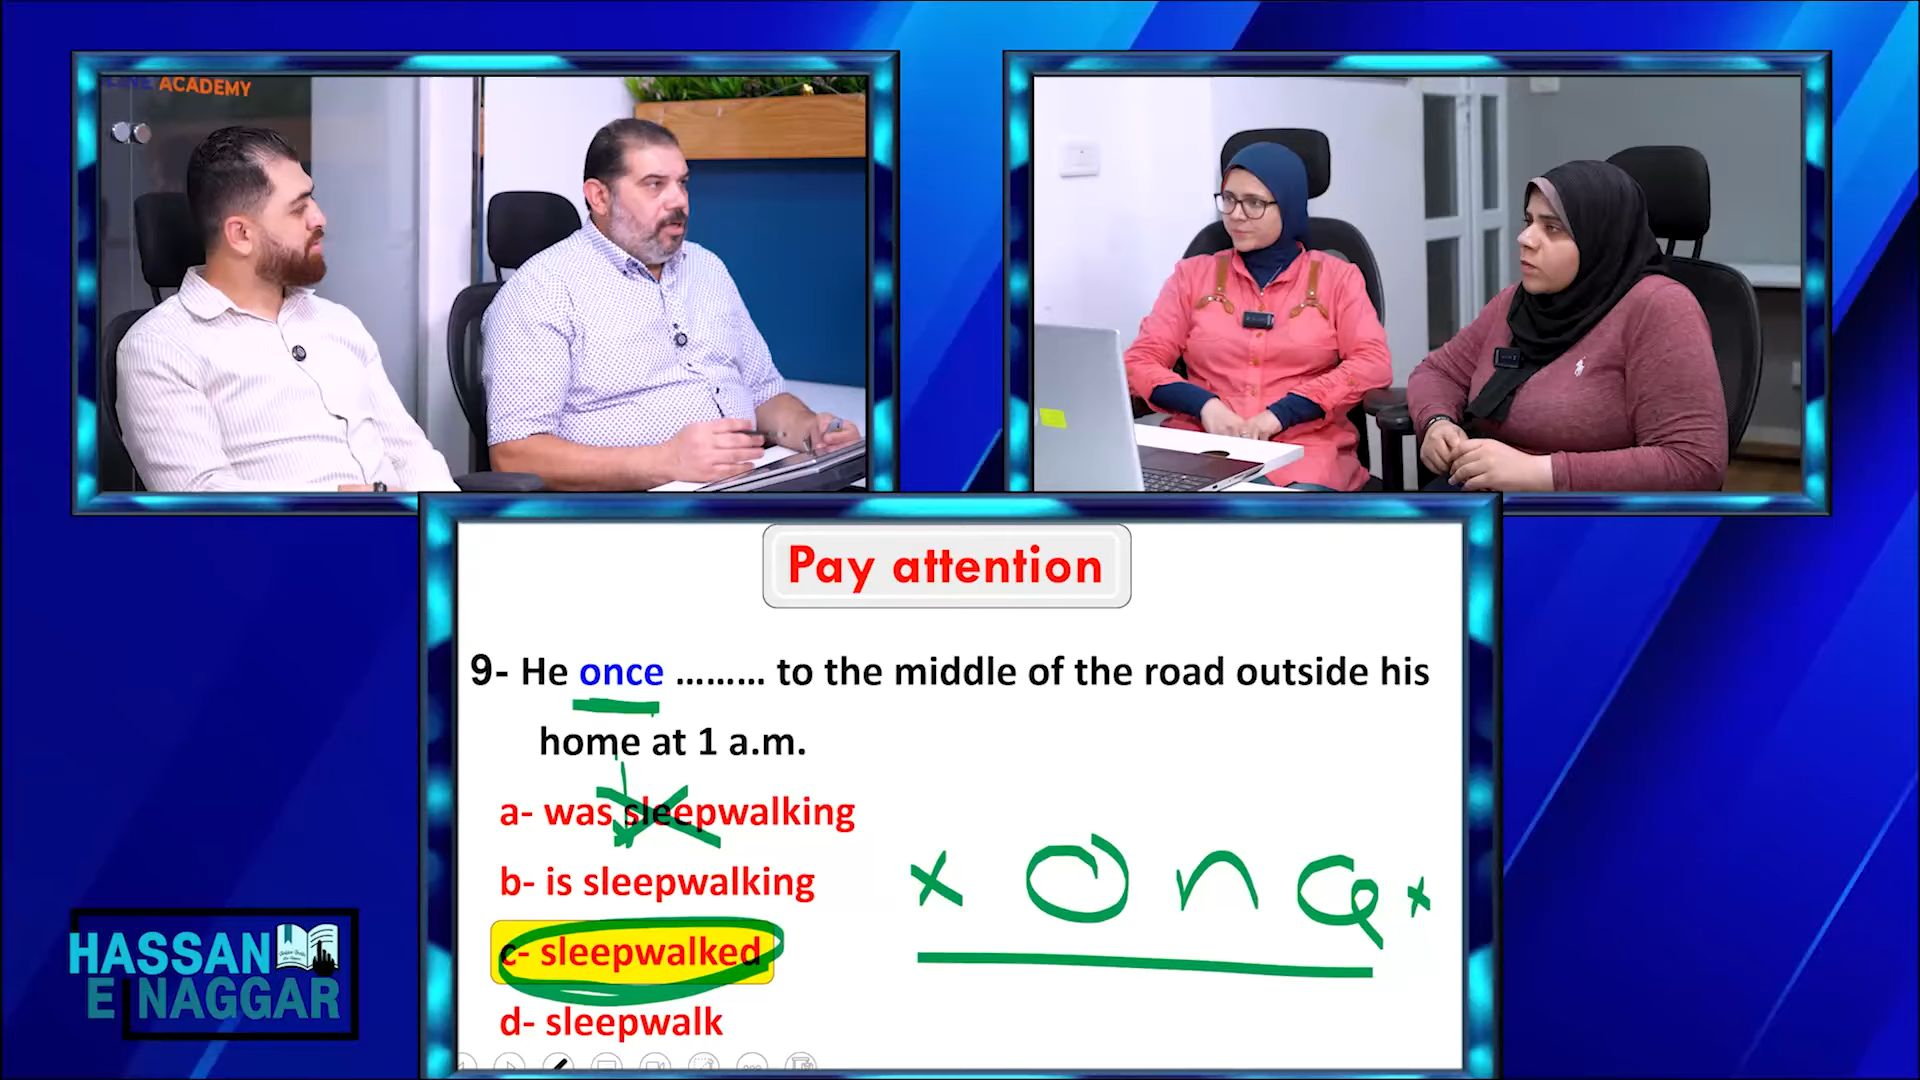 ACADEMY
Pay attention
9- He once ......... to the middle of the road outside his
home at 1 a.m.
a- was sleepwalking
b- is sleepwalking
c- sleepwalked
d- sleepwalk
x once x
HASSAN
E NAGGAR